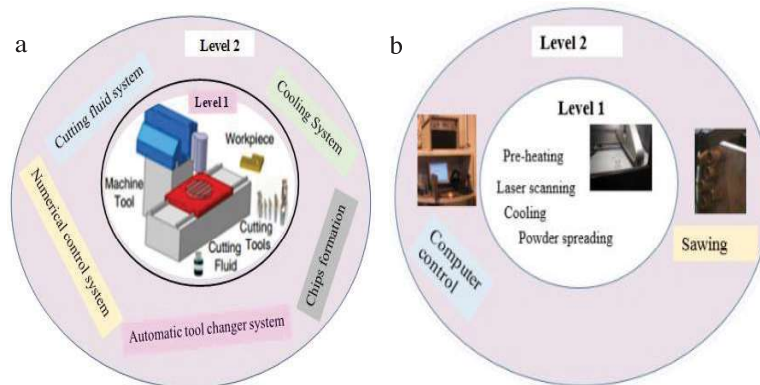 a
Level 2
Cutting fluid system
Cooling System
Level 1
Workpiece
Machine
Tool
Cutting
Tools
Cutting
Fluid
Numerical control system
Chips formation
Automatic tool changer system
b
Level 2
Level 1
Pre-heating
Laser scanning
Cooling
Powder spreading
Computer
control
Sawing